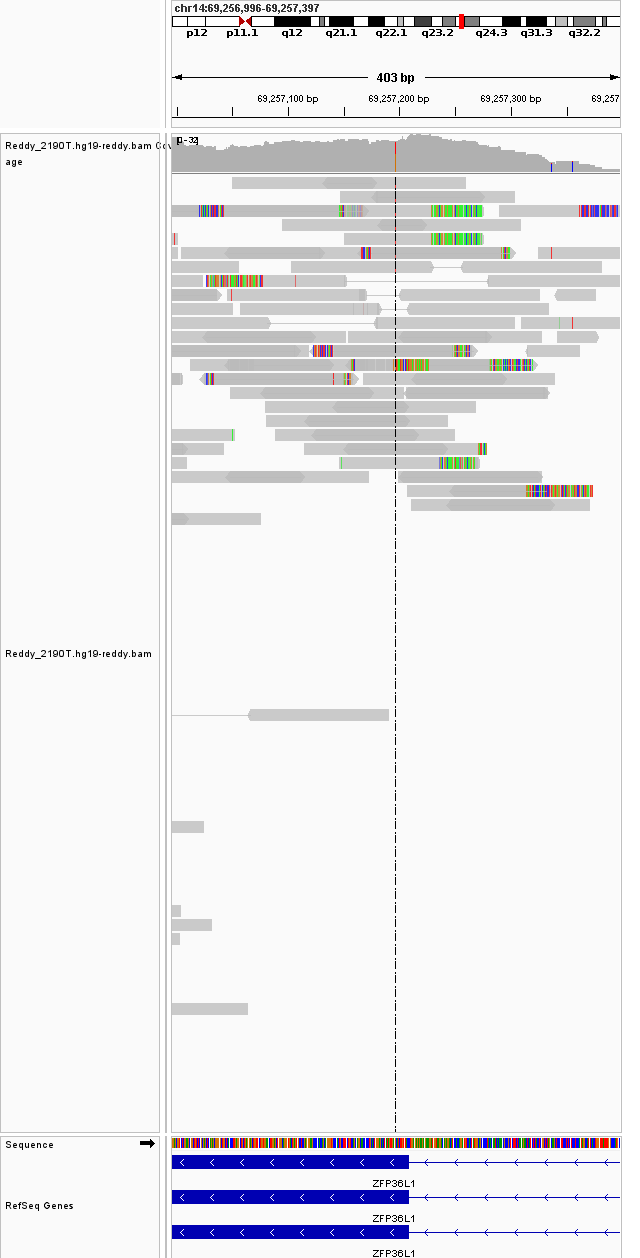 chr14:69,256,996-69,257,397
p12 p11.1 q12 q21.1 q22.1 q23.2 q24.3 q31.3 q32.2
403 bp
69,257,100 bp 69,257,200 bp 69,257,300 bp 69,257
Reddy_2190T.hg19-reddy.bam Cov
age
[0-32]
Reddy_2190T.hg19-reddy.bam
Sequence
ZFP36L1
RefSeq Genes
ZFP36L1
ZFP36L1